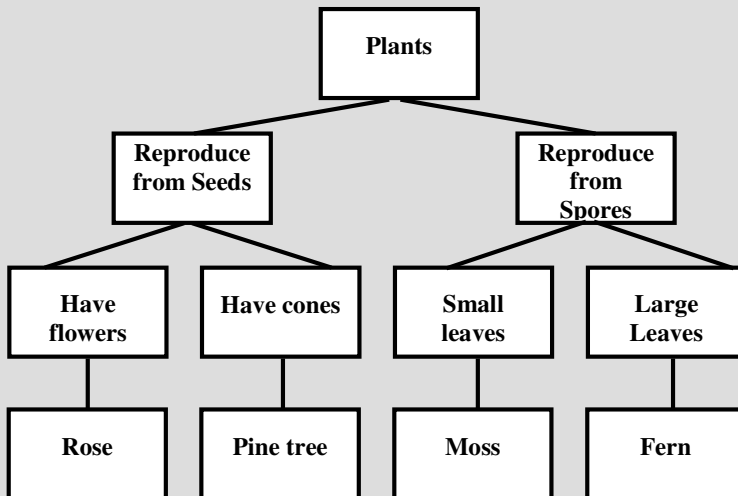 Plants
Reproduce
from Seeds
Reproduce
from
Spores
Have
flowers
Have cones
Small
leaves
Large
Leaves
Rose
Pine tree
Moss
Fern